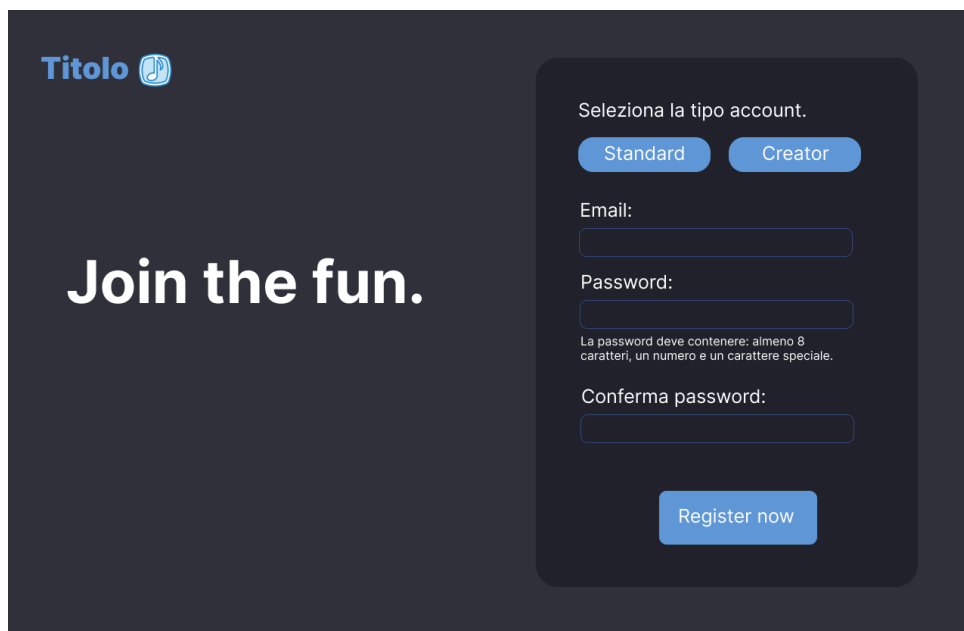 Titolo
Join the fun.
Seleziona la tipo account.
Standard
Creator
Email:
Password:
La password deve contenere: almeno 8
caratteri, un numero e un carattere speciale.
Conferma password:
Register now